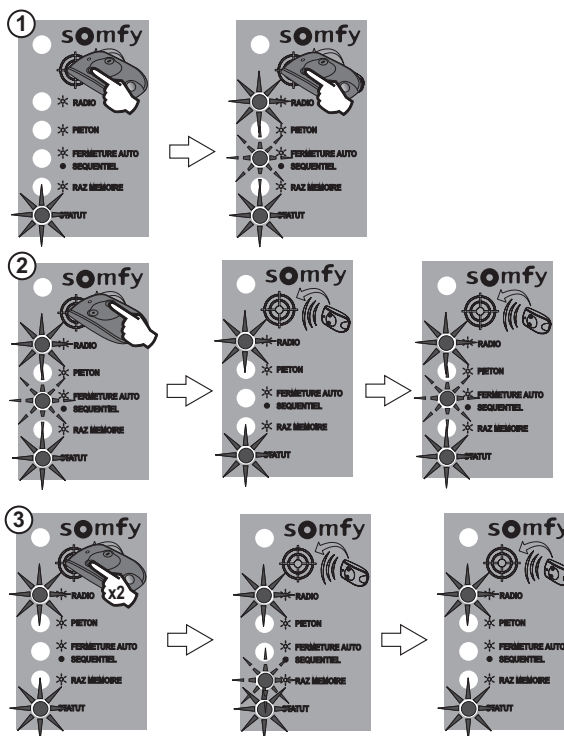 1
somfy
RADIO
PIETON
FERMETURE AUTO
SEQUENTIEL
RAZ MEMOIRE
STATUT
somfy
RADIO
PIETON
FERMETURE AUTO
SEQUENTIEL
RAZ MEMOIRE
STATUT
2
somfy
RADIO
PIETON
FERMETURE AUTO
SEQUENTIEL
RAZ MEMOIRE
STATUT
somfy
RADIO
PIETON
FERMETURE AUTO
SEQUENTIEL
RAZ MEMOIRE
STATUT
somfy
RADIO
PIETON
FERMETURE AUTO
SEQUENTIEL
RAZ MEMOIRE
STATUT
3
somfy
x2
RADIO
PIETON
FERMETURE AUTO
SEQUENTIEL
RAZ MEMOIRE
STATUT
somfy
RADIO
PIETON
FERMETURE AUTO
SEQUENTIEL
RAZ MEMOIRE
STATUT
somfy
RADIO
PIETON
FERMETURE AUTO
SEQUENTIEL
RAZ MEMOIRE
STATUT